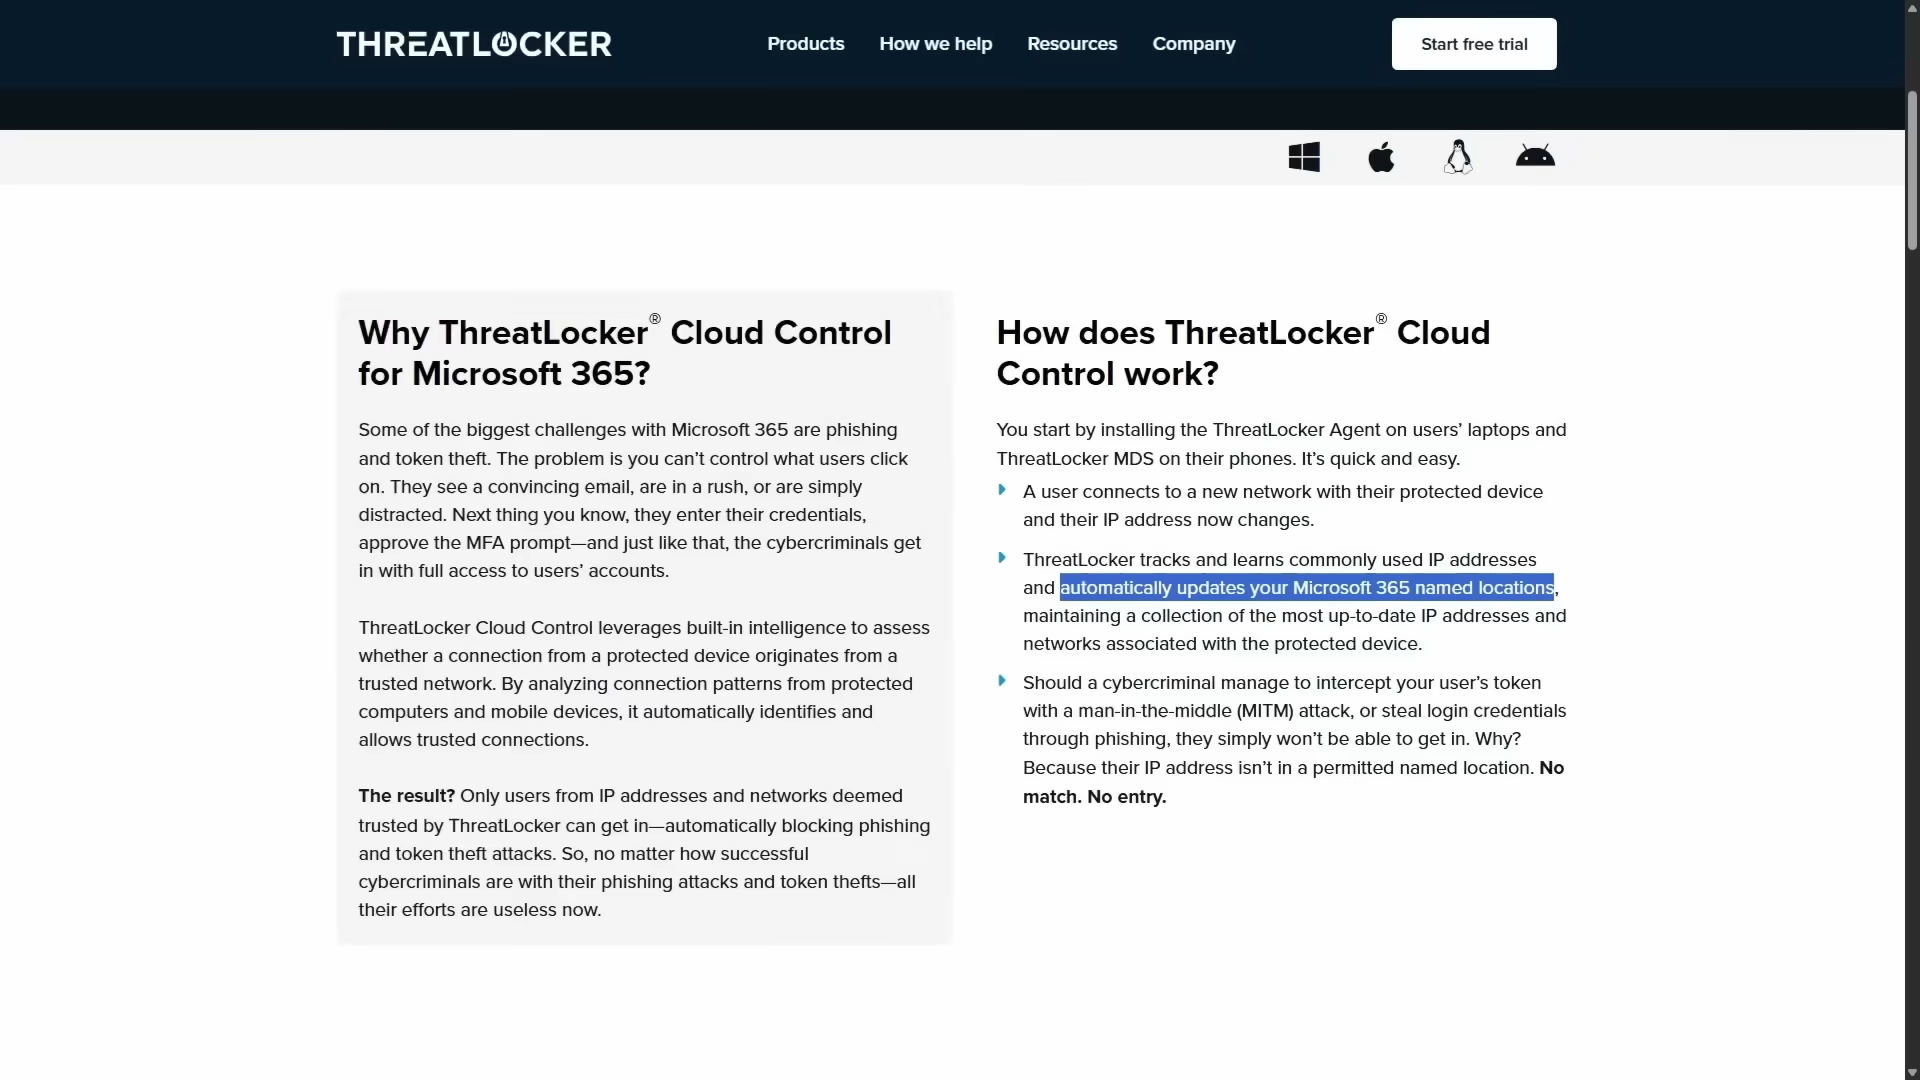 THREATLOCKER
Products
How we help
Resources
Company
Start free trial
Why ThreatLocker® Cloud Control
for Microsoft 365?
Some of the biggest challenges with Microsoft 365 are phishing
and token theft. The problem is you can’t control what users click
on. They see a convincing email, are in a rush, or are simply
distracted. Next thing you know, they enter their credentials,
approve the MFA prompt—and just like that, the cybercriminals get
in with full access to users’ accounts.
ThreatLocker Cloud Control leverages built-in intelligence to assess
whether a connection from a protected device originates from a
trusted network. By analyzing connection patterns from protected
computers and mobile devices, it automatically identifies and
allows trusted connections.
The result? Only users from IP addresses and networks deemed
trusted by ThreatLocker can get in—automatically blocking phishing
and token theft attacks. So, no matter how successful
cybercriminals are with their phishing attacks and token thefts—all
their efforts are useless now.
How does ThreatLocker® Cloud
Control work?
You start by installing the ThreatLocker Agent on users’ laptops and
ThreatLocker MDS on their phones. It’s quick and easy.
A user connects to a new network with their protected device
and their IP address now changes.
ThreatLocker tracks and learns commonly used IP addresses
and automatically updates your Microsoft 365 named locations,
maintaining a collection of the most up-to-date IP addresses and
networks associated with the protected device.
Should a cybercriminal manage to intercept your user’s token
with a man-in-the-middle (MITM) attack, or steal login credentials
through phishing, they simply won’t be able to get in. Why?
Because their IP address isn’t in a permitted named location. No
match. No entry.